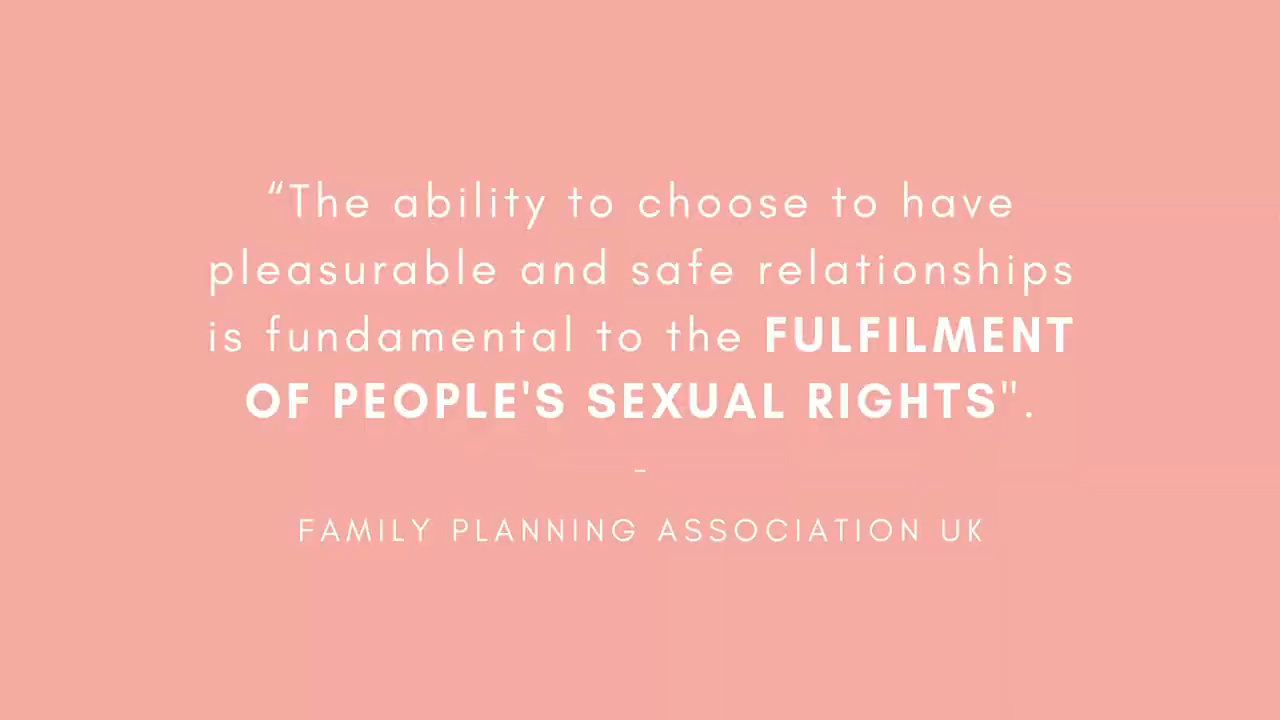 “The ability to choose to have
pleasurable and safe relationships
is fundamental to the FULFILMENT
OF PEOPLE'S SEXUAL RIGHTS".
-
FAMILY PLANNING ASSOCIATION UK